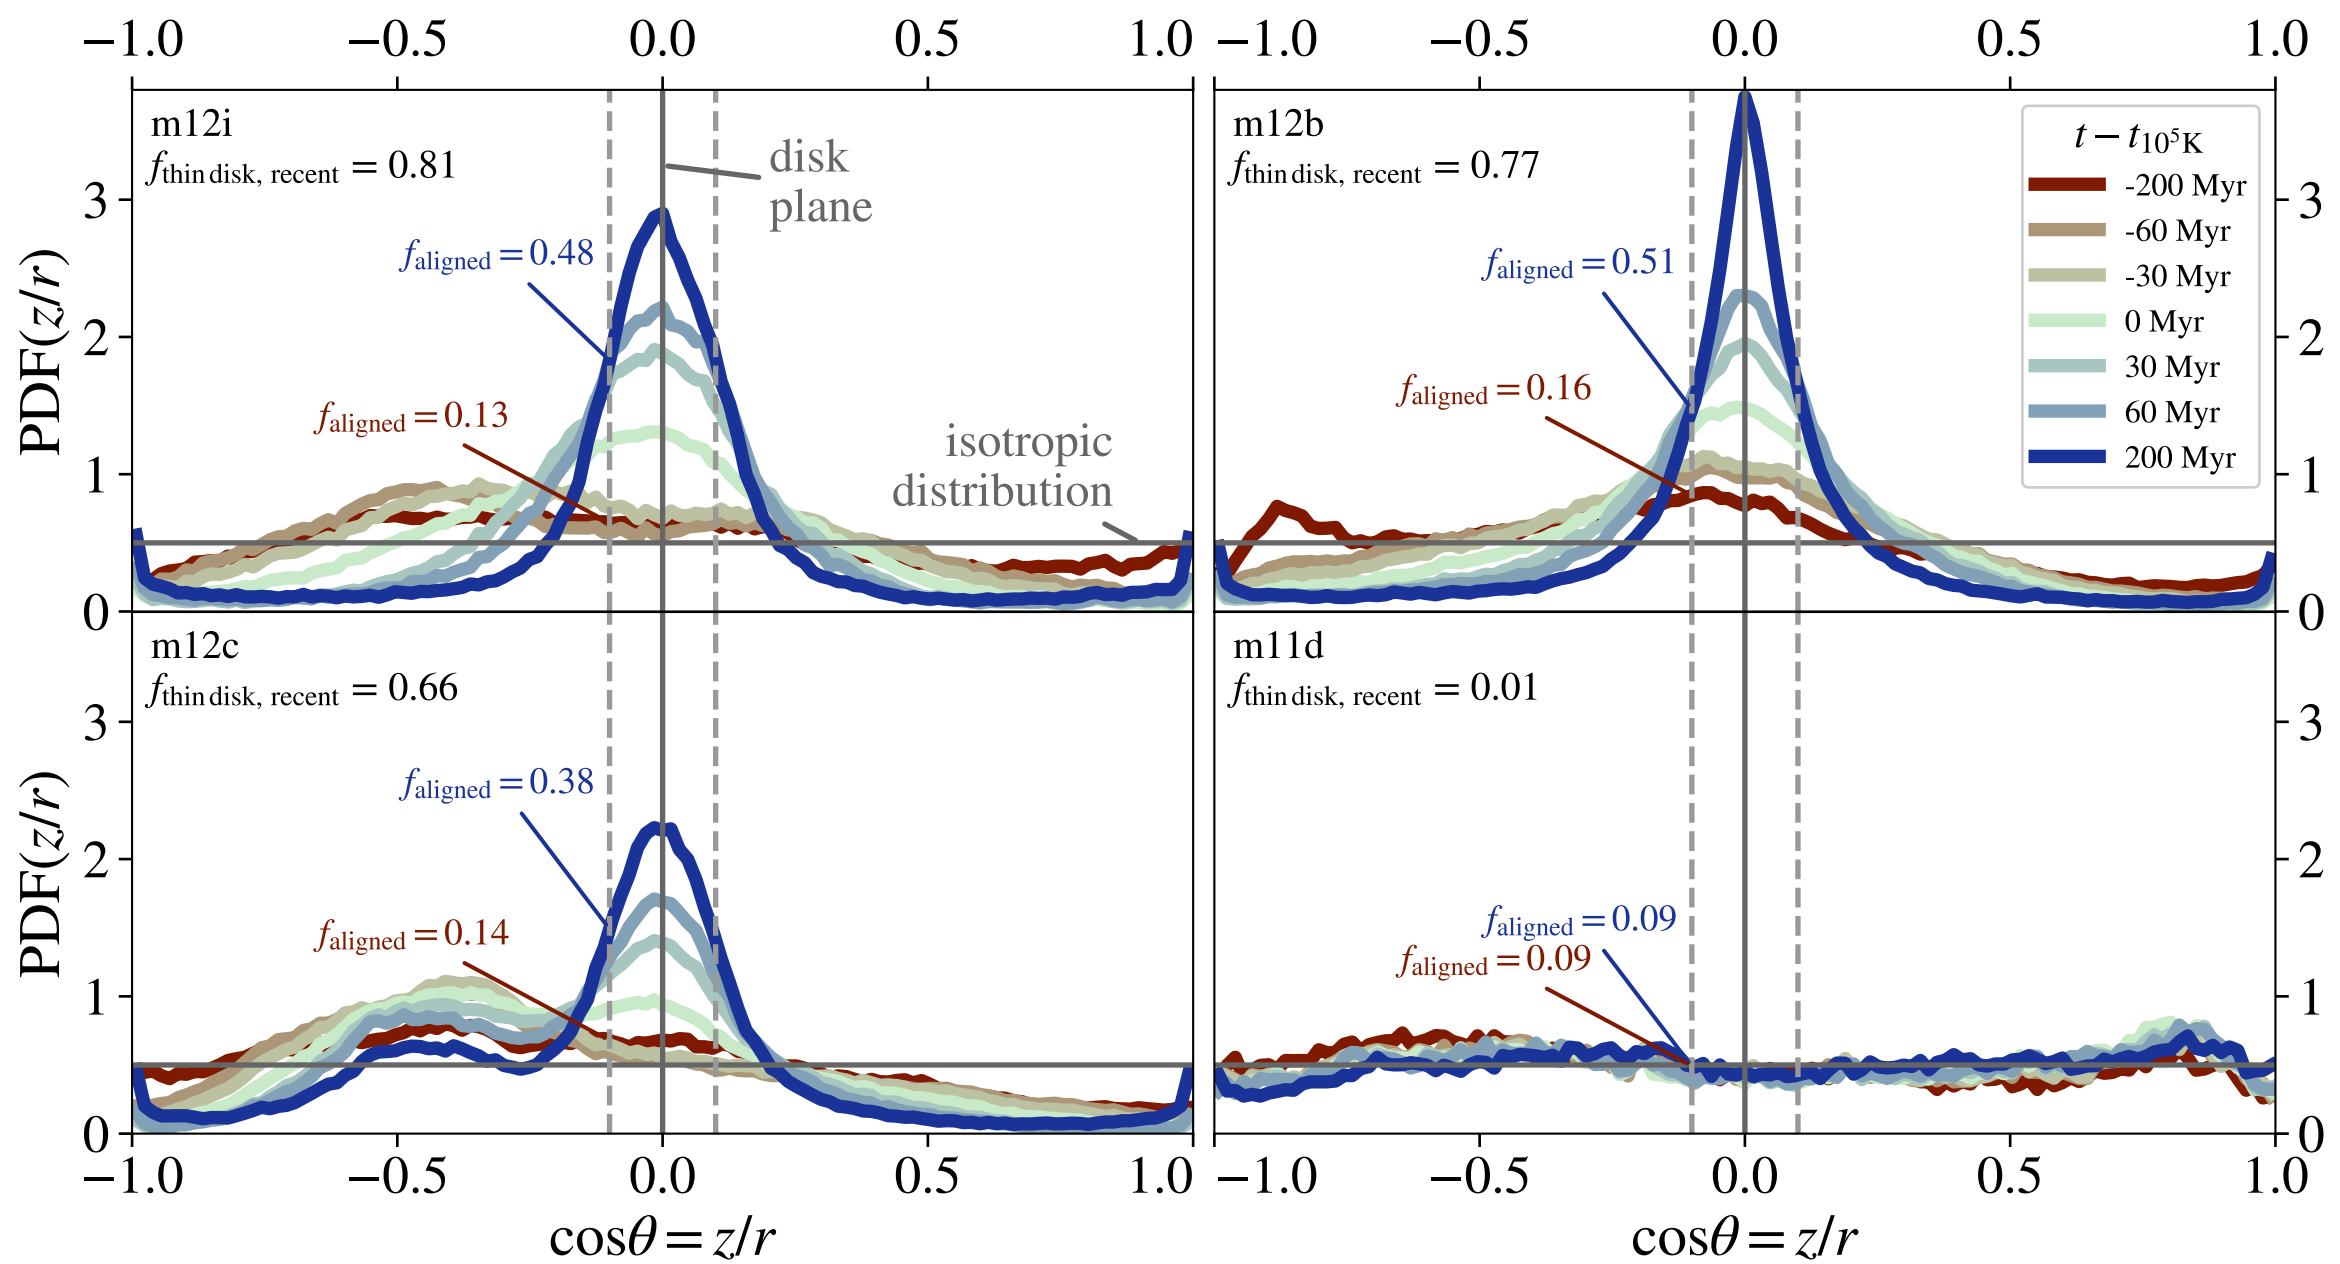 −1.0 −0.5 0.0 0.5 1.0 −1.0 −0.5 0.0 0.5 1.0
m12i
f_thin disk, recent = 0.81
disk
plane
f_aligned = 0.48
f_aligned = 0.13
isotropic
distribution
PDF(z/r)
3
2
1
0
m12b
f_thin disk, recent = 0.77
f_aligned = 0.51
f_aligned = 0.16
t − t_10⁵K
-200 Myr
-60 Myr
-30 Myr
0 Myr
30 Myr
60 Myr
200 Myr
3
2
1
0
m12c
f_thin disk, recent = 0.66
f_aligned = 0.38
f_aligned = 0.14
PDF(z/r)
3
2
1
0
m11d
f_thin disk, recent = 0.01
f_aligned = 0.09
f_aligned = 0.09
3
2
1
0
−1.0 −0.5 0.0 0.5 1.0 −1.0 −0.5 0.0 0.5 1.0
cosθ = z/r cosθ = z/r